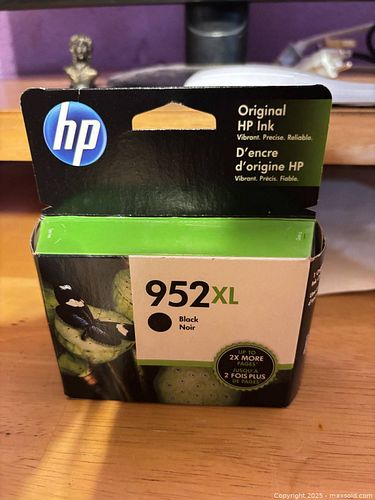 hp
Original
HP Ink
Vibrant. Precise. Reliable.
D'encre
d'origine HP
Vibrant. Précis. Fiable.
952XL
Black
Noir
UP TO
2X MORE
PAGES*
JUSQU'À
2 FOIS PLUS
DE PAGES*
Copyright 2025 - maxsold.com